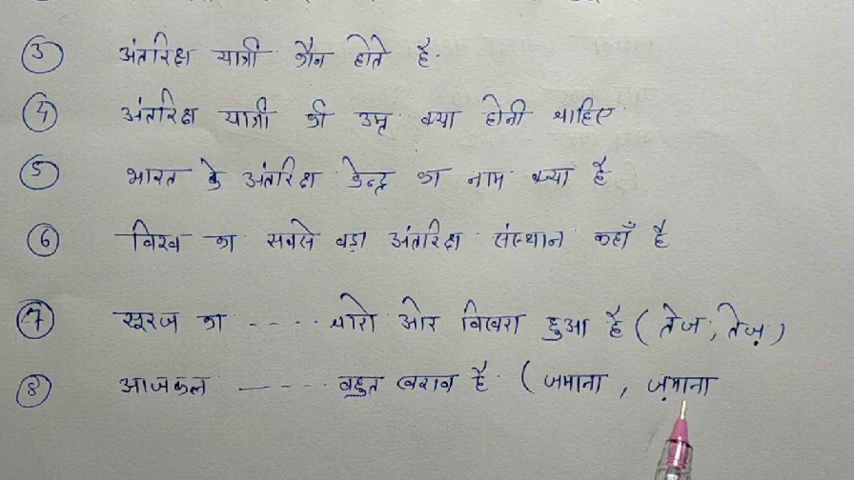 ③ अंतरिक्ष यात्री कौन होते है
④ अंतरिक्ष यात्री की उम्र क्या होनी चाहिए
⑤ भारत के अंतरिक्ष केन्द्र का नाम क्या है
⑥ विश्व का सबसे बड़ा अंतरिक्ष संस्थान कहाँ है
⑦ सूरज का ---- चारो ओर बिखरा हुआ है (तेज, तेज़)
⑧ आजकल ---- बहुत खराब है (जमाना, ज़माना